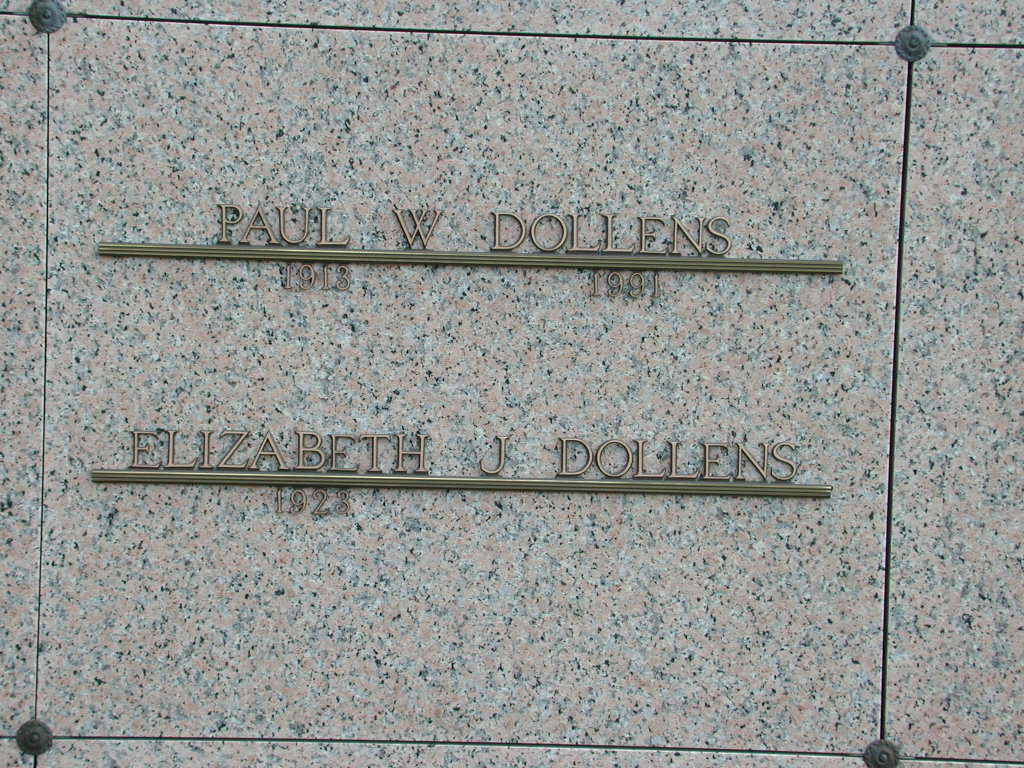 PAUL W DOLLENS
1913 1991
ELIZABETH J DOLLENS
1923